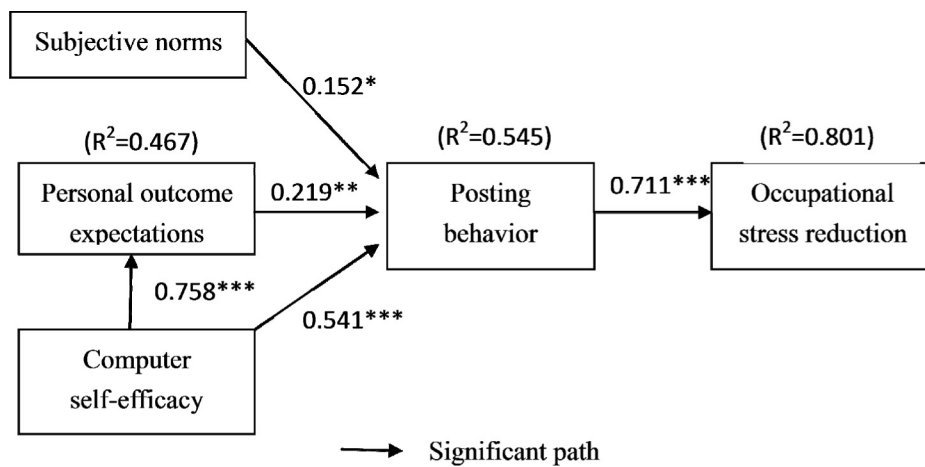 Subjective norms
0.152*
(R²=0.467)
(R²=0.545)
(R²=0.801)
Personal outcome
expectations
0.219**
Posting
behavior
0.711***
Occupational
stress reduction
0.758***
0.541***
Computer
self-efficacy
Significant path